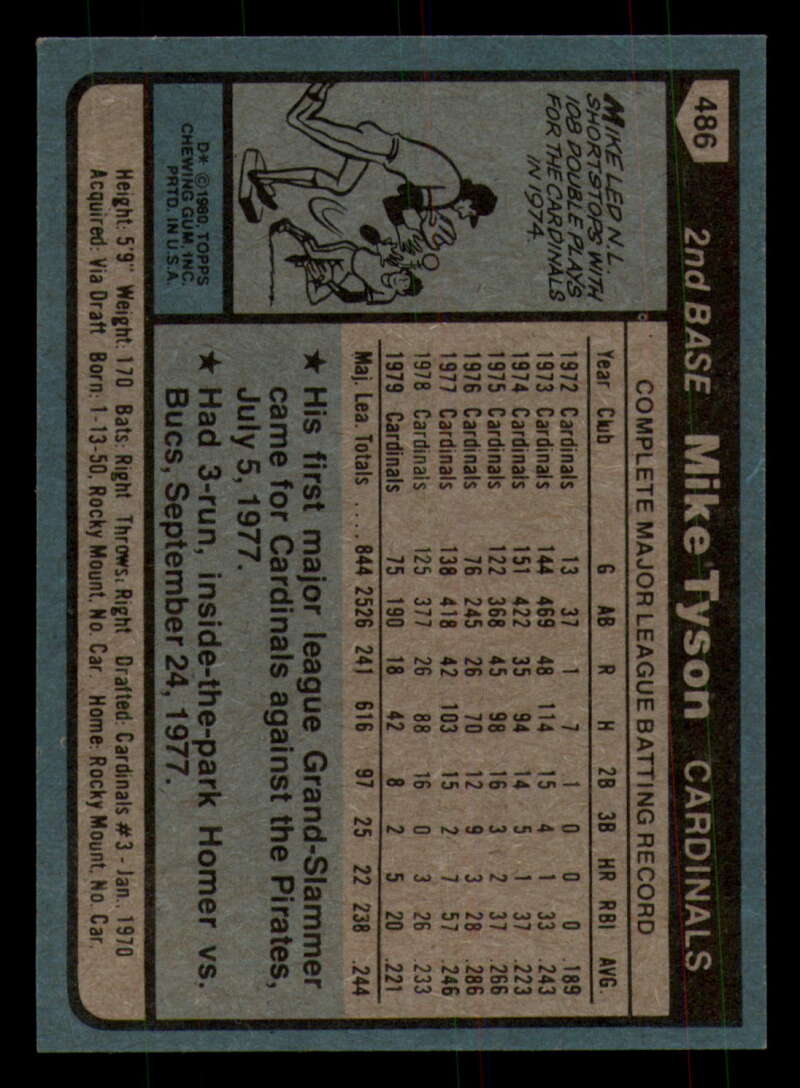 486
2nd BASE Mike Tyson CARDINALS
MIKE LED N.L.
SHORTSTOPS WITH
108 DOUBLE PLAYS
FOR THE CARDINALS
IN 1974.
D* ©1980, TOPPS
CHEWING GUM, INC.
PRTD. IN U.S.A.
COMPLETE MAJOR LEAGUE BATTING RECORD
Year Club G AB R H 2B 3B HR RBI AVG.
1972 Cardinals 13 37 1 7 1 0 0 0 .189
1973 Cardinals 144 469 48 114 15 4 1 33 .243
1974 Cardinals 151 422 35 94 14 5 1 37 .223
1975 Cardinals 122 368 45 98 16 3 2 37 .266
1976 Cardinals 76 245 26 70 12 9 3 28 .286
1977 Cardinals 138 418 42 103 15 2 7 57 .246
1978 Cardinals 125 377 26 88 16 0 3 26 .233
1979 Cardinals 75 190 18 42 8 2 5 20 .221
Maj. Lea. Totals .... 844 2526 241 616 97 25 22 238 .244
★ His first major league Grand-Slammer
came for Cardinals against the Pirates,
July 5, 1977.
★ Had 3-run, inside-the-park Homer vs.
Bucs, September 24, 1977.
Height: 5'9" Weight: 170 Bats: Right Throws: Right Drafted: Cardinals #3 - Jan., 1970
Acquired: Via Draft Born: 1-13-50, Rocky Mount, No. Car. Home: Rocky Mount, No. Car.